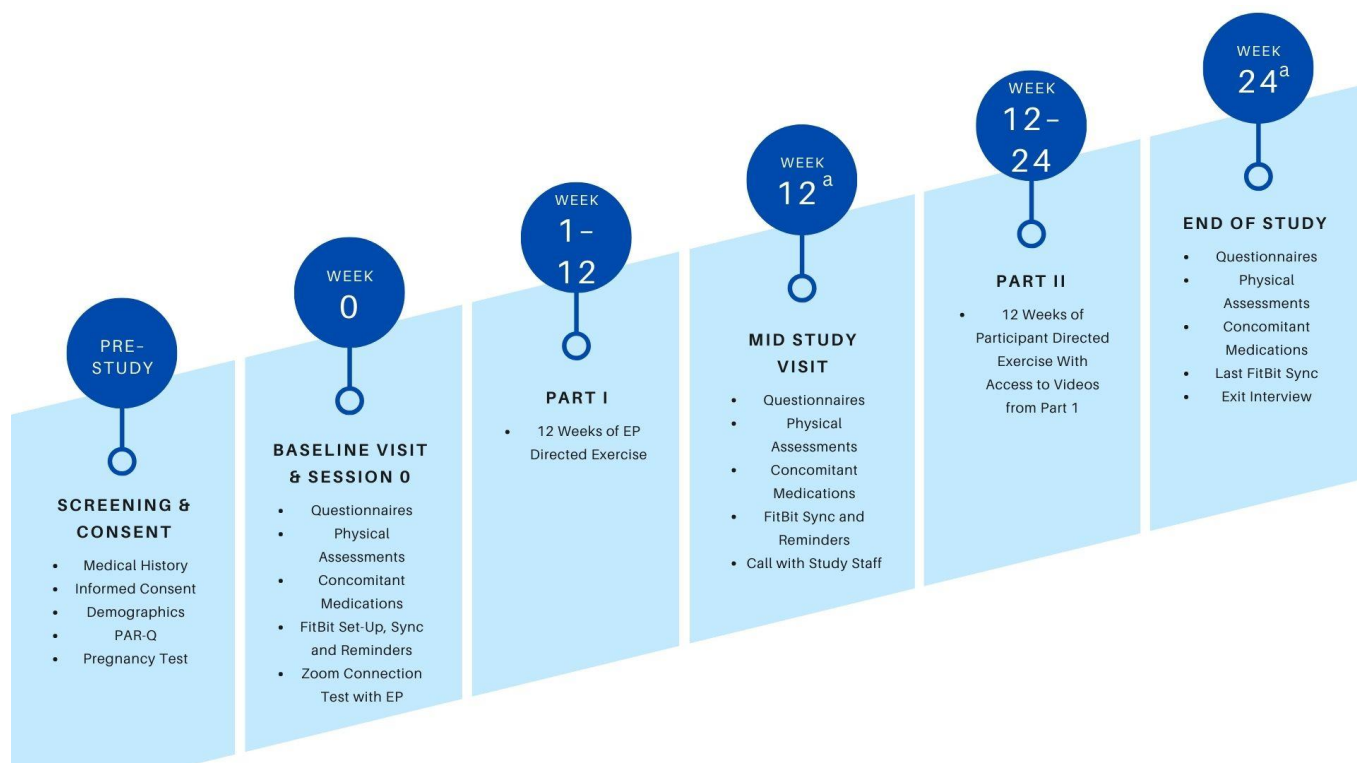 PRE–
STUDY
SCREENING &
CONSENT
• Medical History
• Informed Consent
• Demographics
• PAR-Q
• Pregnancy Test
WEEK
0
BASELINE VISIT
& SESSION 0
• Questionnaires
• Physical
Assessments
• Concomitant
Medications
• FitBit Set-Up, Sync
and Reminders
• Zoom Connection
Test with EP
WEEK
1–
12
PART I
• 12 Weeks of EP
Directed Exercise
WEEK
12 a
MID STUDY
VISIT
• Questionnaires
• Physical
Assessments
• Concomitant
Medications
• FitBit Sync and
Reminders
• Call with Study Staff
WEEK
12–
24
PART II
• 12 Weeks of
Participant Directed
Exercise With
Access to Videos
from Part 1
WEEK
24a
END OF STUDY
• Questionnaires
• Physical
Assessments
• Concomitant
Medications
• Last FitBit Sync
• Exit Interview